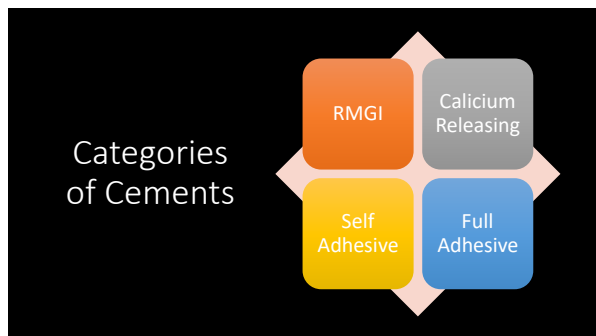 Categories
of Cements
RMGI
Calicium
Releasing
Self
Adhesive
Full
Adhesive